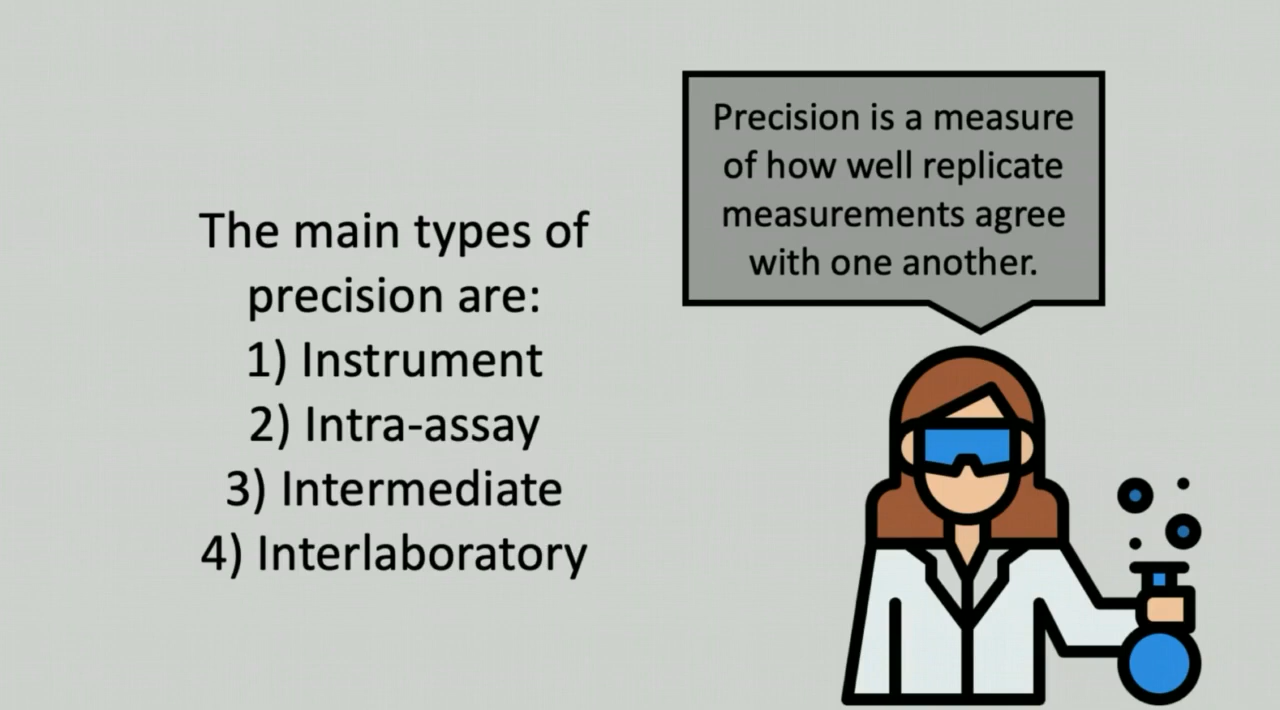 The main types of
precision are:
1) Instrument
2) Intra-assay
3) Intermediate
4) Interlaboratory
Precision is a measure
of how well replicate
measurements agree
with one another.